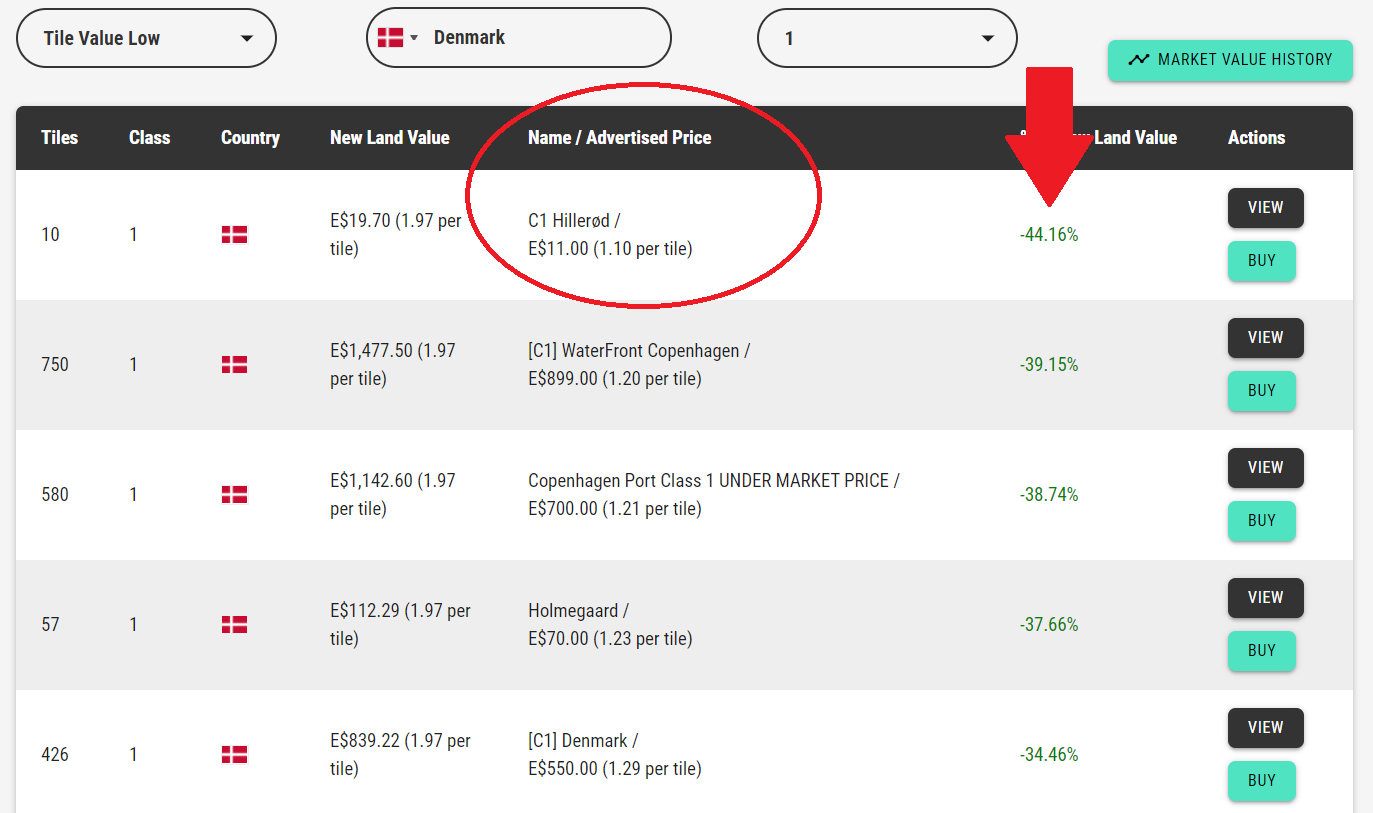 Tile Value Low
Denmark
1
MARKET VALUE HISTORY
Tiles Class Country New Land Value Name / Advertised Price % Land Value Actions
10 1 E$19.70 (1.97 per
tile)
C1 Hillerød /
E$11.00 (1.10 per tile)
-44.16%
VIEW
BUY
750 1 E$1,477.50 (1.97
per tile)
[C1] WaterFront Copenhagen /
E$899.00 (1.20 per tile)
-39.15%
VIEW
BUY
580 1 E$1,142.60 (1.97
per tile)
Copenhagen Port Class 1 UNDER MARKET PRICE /
E$700.00 (1.21 per tile)
-38.74%
VIEW
BUY
57 1 E$112.29 (1.97 per
tile)
Holmegaard /
E$70.00 (1.23 per tile)
-37.66%
VIEW
BUY
426 1 E$839.22 (1.97 per
tile)
[C1] Denmark /
E$550.00 (1.29 per tile)
-34.46%
VIEW
BUY